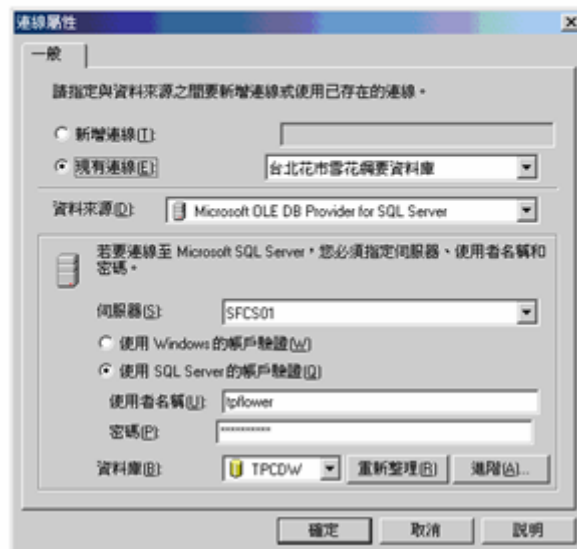 連線屬性
一般
請指定與資料來源之間要新增連線或使用已存在的連線。
新增連線(T):
現有連線(E): 台北花市雪花綱要資料庫
資料來源(D): Microsoft OLE DB Provider for SQL Server
若要連線至 Microsoft SQL Server，您必須指定伺服器、使用者名稱和
密碼。
伺服器(S): SFCS01
使用 Windows 的帳戶驗證(W)
使用 SQL Server 的帳戶驗證(Q)
使用者名稱(U): tpflower
密碼(P): **********
資料庫(B): TPCDW 重新整理(R) 進階(A)...
確定 取消 說明